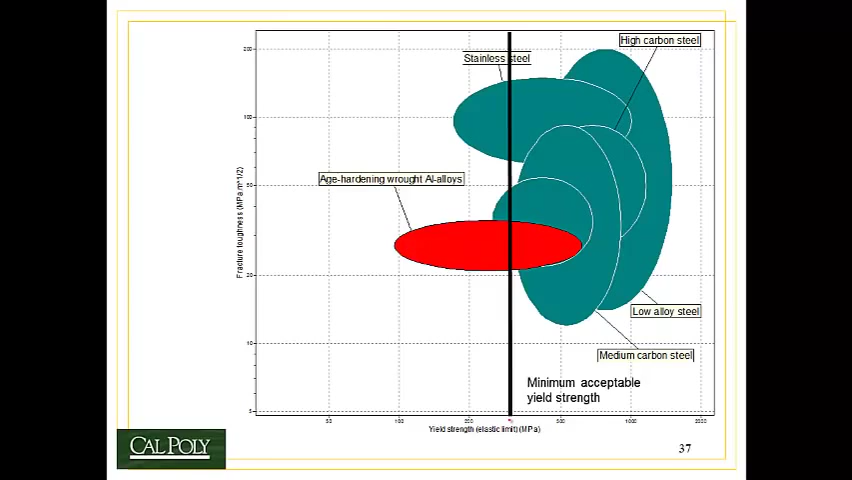 High carbon steel
Stainless steel
200
100
Age-hardening wrought Al-alloys
50
Fracture toughness (MPa.m^1/2)
20
Low alloy steel
10
Medium carbon steel
Minimum acceptable
yield strength
5
50
100
200
500
1000
2000
Yield strength (elastic limit) (MPa)
CAL POLY
37